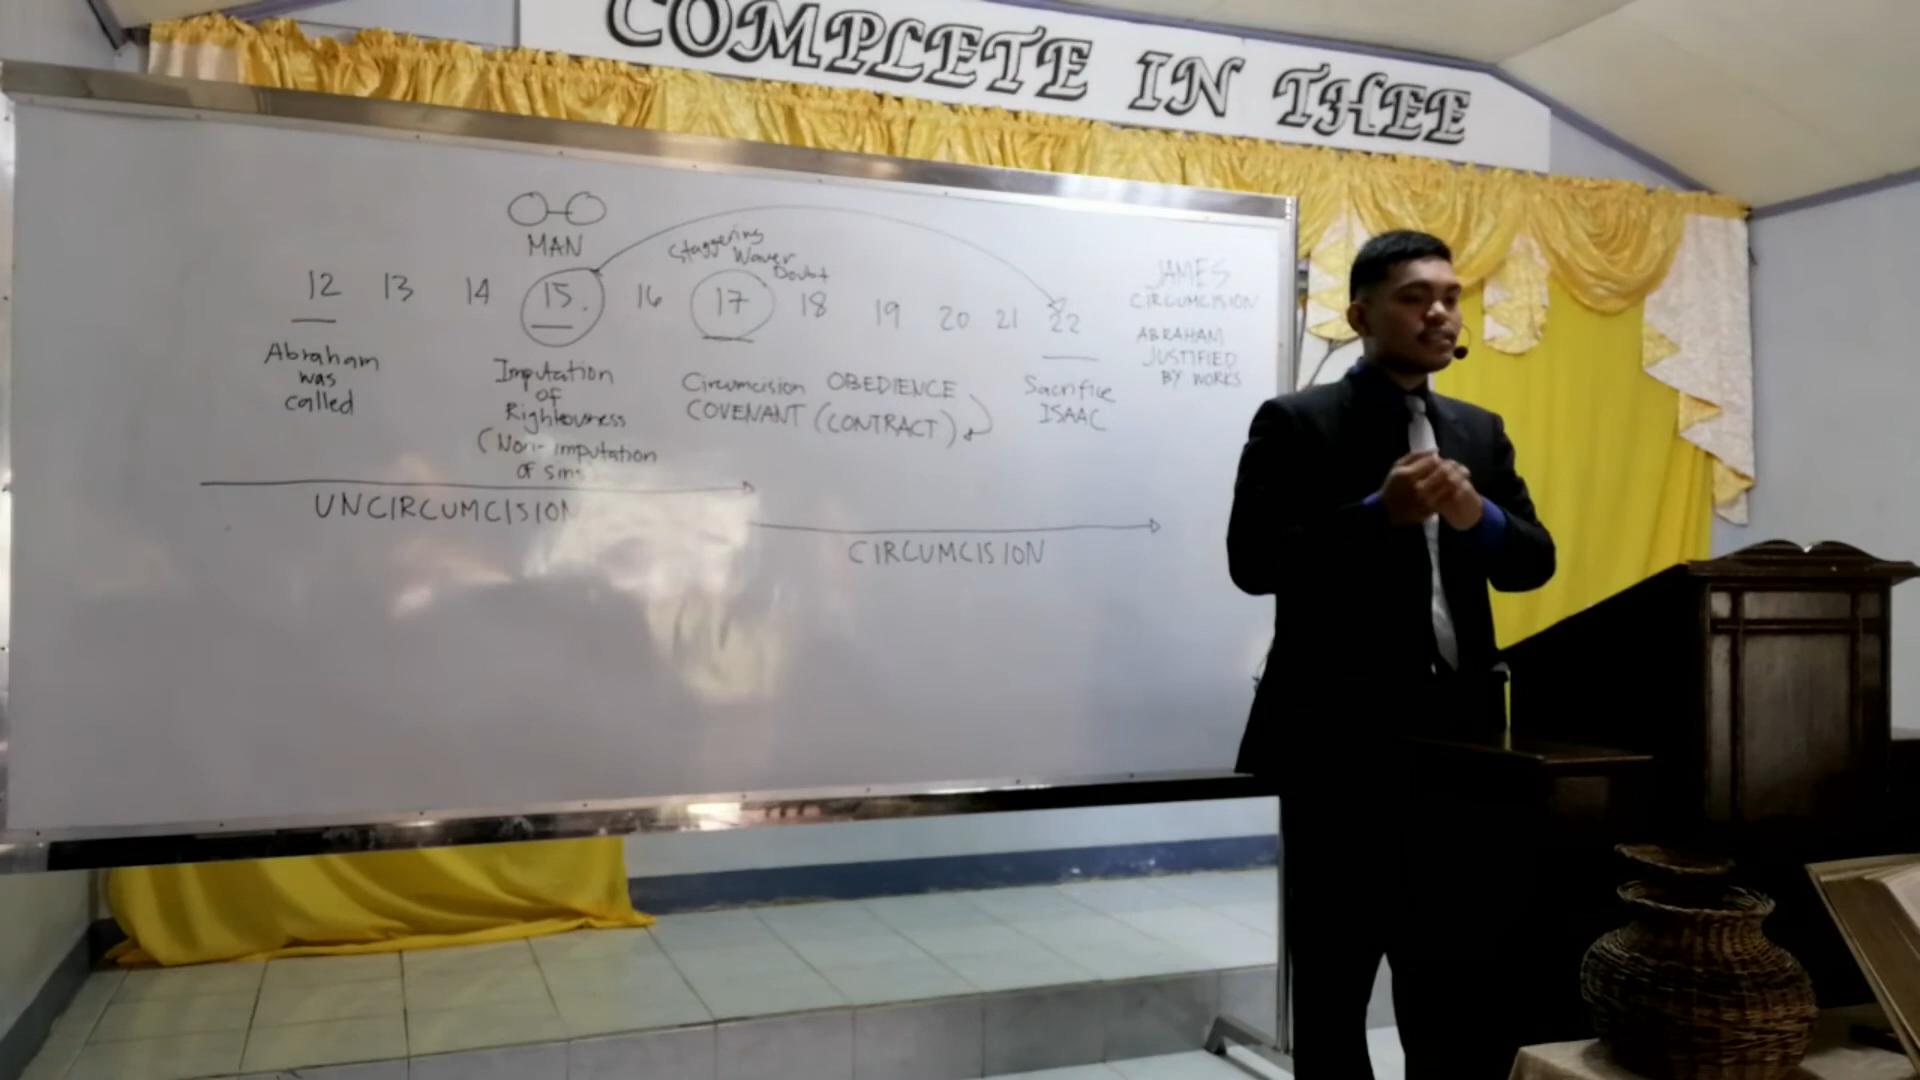 COMPLETE IN THEE
MAN
Staggering
Waver
Doubt
12 13 14 15. 16 17 18 19 20 21 22
Abraham
was
called
Imputation
of
Righteousness
(Non-imputation
of sins
Circumcision OBEDIENCE
COVENANT (CONTRACT)
Sacrifice
ISAAC
JAMES
CIRCUMCISION
ABRAHAM
JUSTIFIED
BY WORKS
UNCIRCUMCISION
CIRCUMCISION